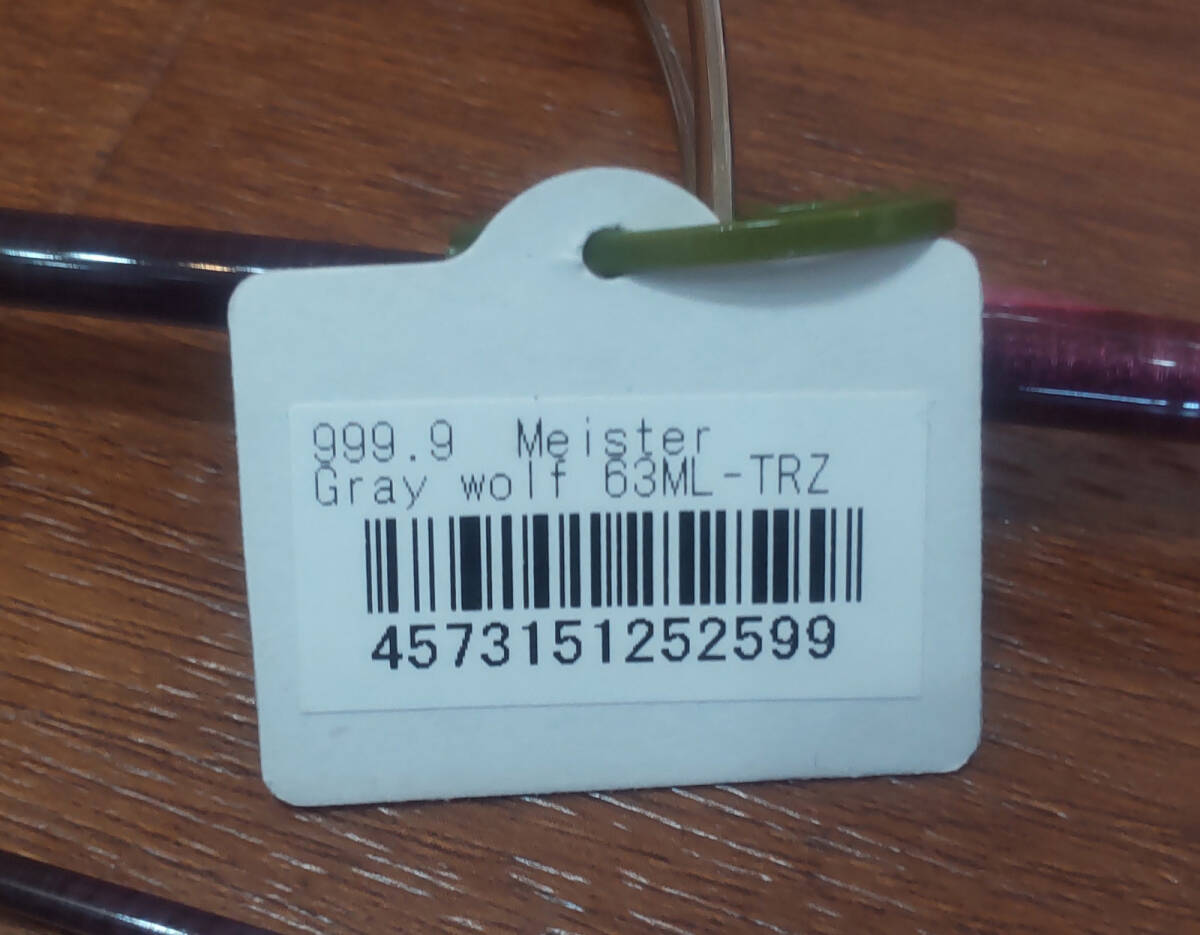 999.9 Meister
Gray wolf 63ML-TRZ
4573151252599